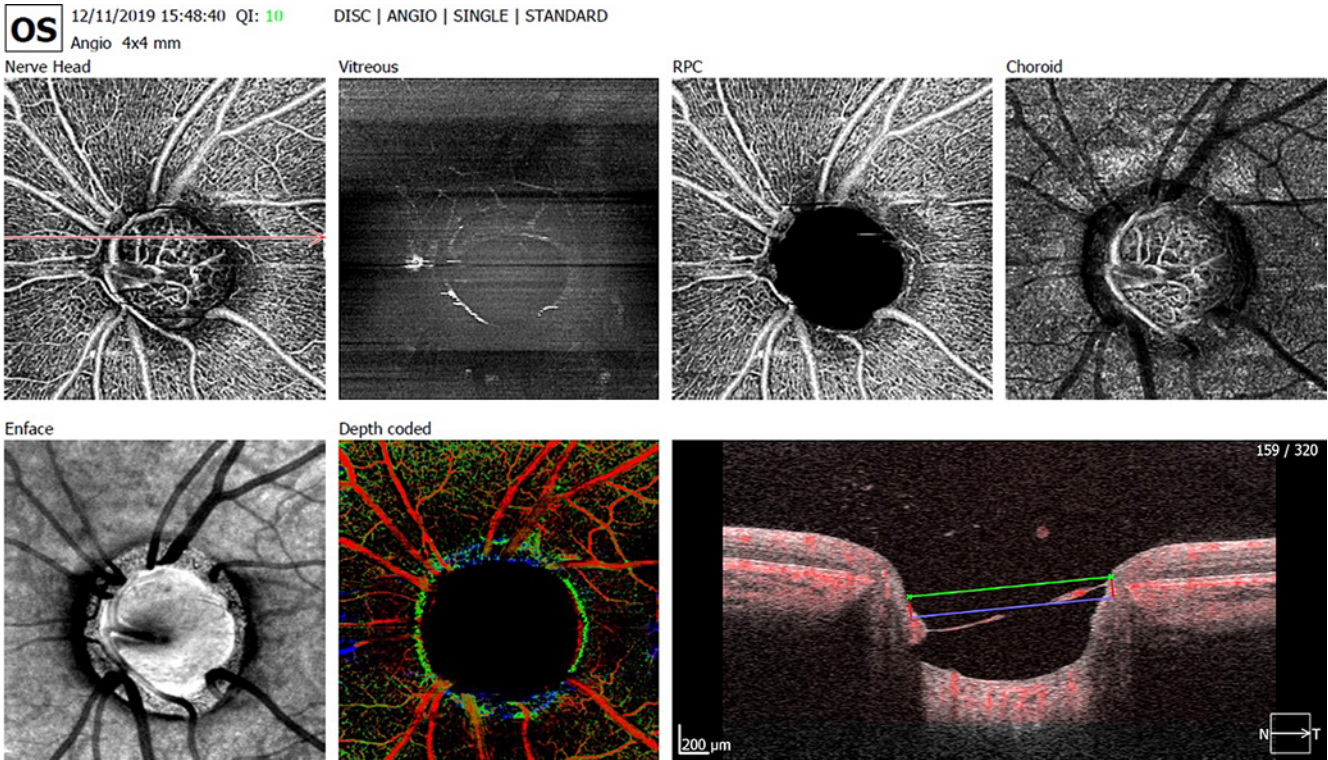 OS
12/11/2019 15:48:40 QI: 10 DISC | ANGIO | SINGLE | STANDARD
Angio 4x4 mm
Nerve Head Vitreous RPC Choroid
Enface Depth coded
159 / 320
200 µm
N T